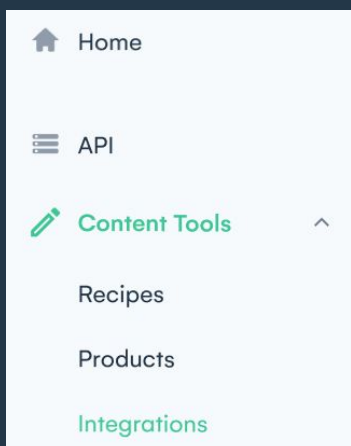 Home
API
Content Tools
Recipes
Products
Integrations